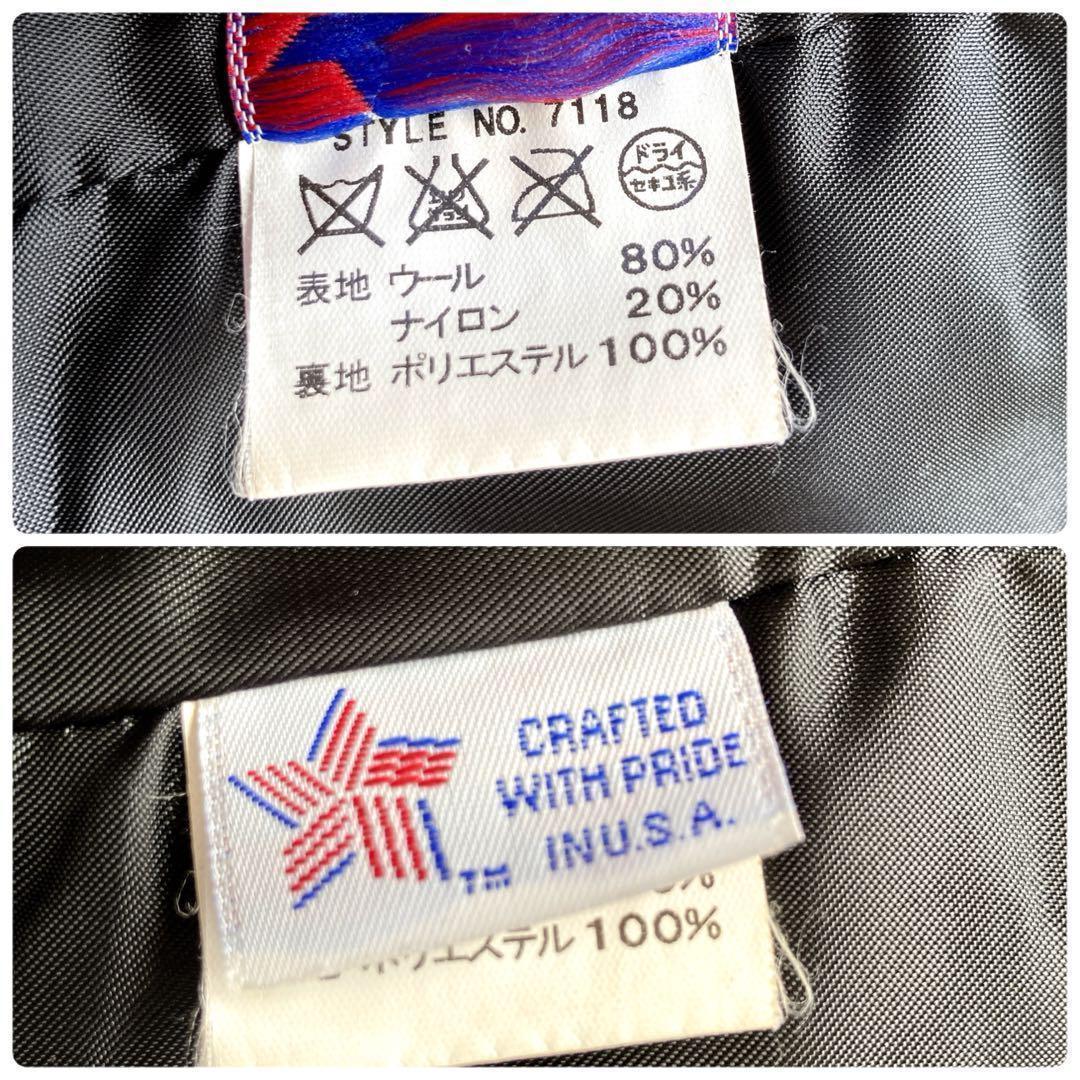 STYLE NO. 7118
ドライ
セキユ系
表地 ウール 80%
ナイロン 20%
裏地 ポリエステル 100%
CRAFTED
WITH PRIDE
IN U.S.A.
TM
ポリエステル 100%